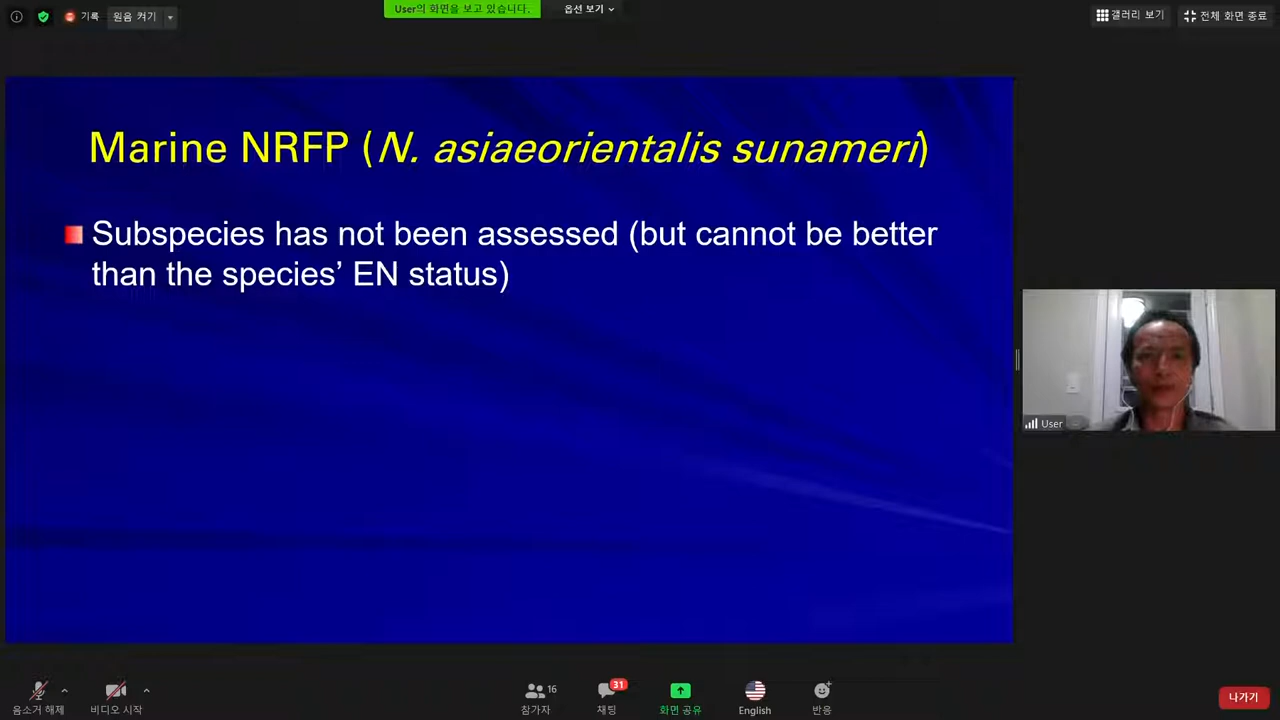 기록
원음 켜기
User의 화면을 보고 있습니다.
옵션 보기
갤러리 보기
전체 화면 종료
Marine NRFP (N. asiaeorientalis sunameri)
Subspecies has not been assessed (but cannot be better
than the species’ EN status)
User
음소거 해제
비디오 시작
16
참가자
31
채팅
화면 공유
English
반응
나가기